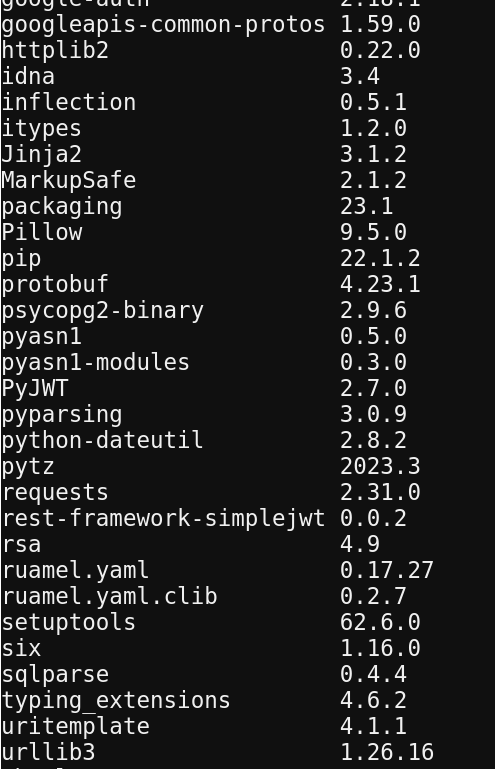 google-auth 2.18.1
googleapis-common-protos 1.59.0
httplib2 0.22.0
idna 3.4
inflection 0.5.1
itypes 1.2.0
Jinja2 3.1.2
MarkupSafe 2.1.2
packaging 23.1
Pillow 9.5.0
pip 22.1.2
protobuf 4.23.1
psycopg2-binary 2.9.6
pyasn1 0.5.0
pyasn1-modules 0.3.0
PyJWT 2.7.0
pyparsing 3.0.9
python-dateutil 2.8.2
pytz 2023.3
requests 2.31.0
rest-framework-simplejwt 0.0.2
rsa 4.9
ruamel.yaml 0.17.27
ruamel.yaml.clib 0.2.7
setuptools 62.6.0
six 1.16.0
sqlparse 0.4.4
typing_extensions 4.6.2
uritemplate 4.1.1
urllib3 1.26.16